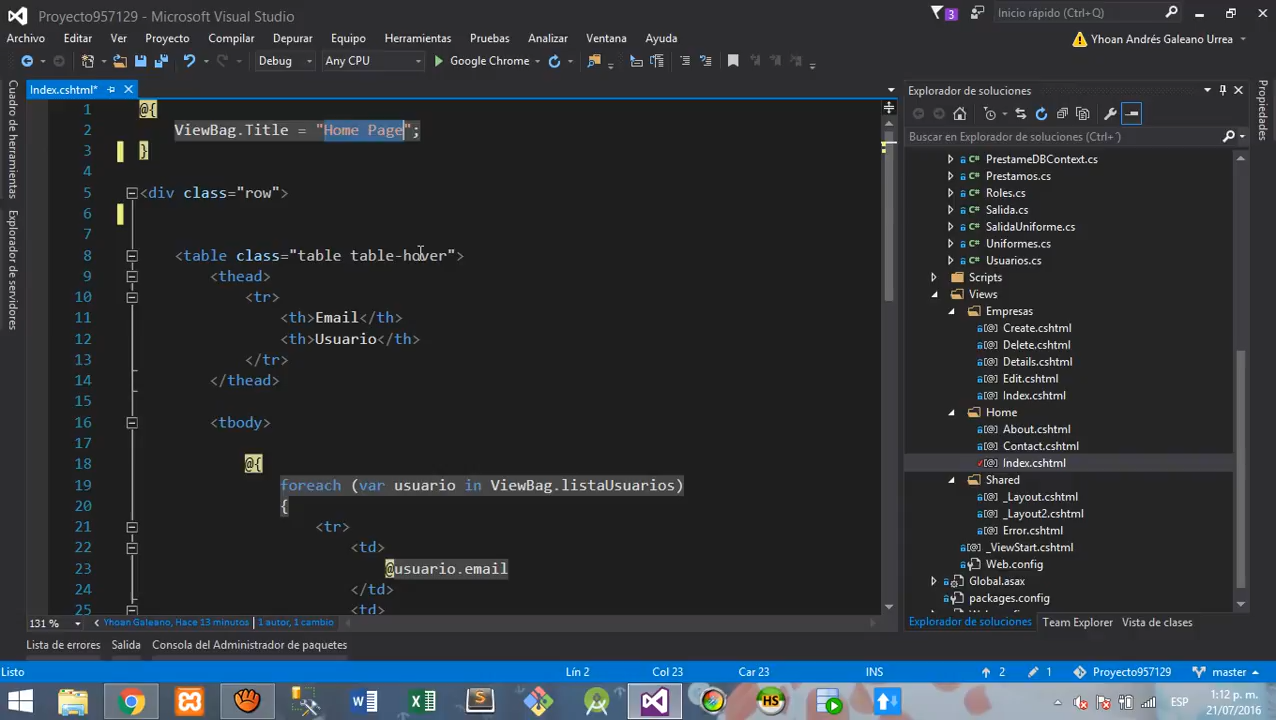 Proyecto957129 - Microsoft Visual Studio
3
Inicio rápido (Ctrl+Q)
Archivo Editar Ver Proyecto Compilar Depurar Equipo Herramientas Pruebas Analizar Ventana Ayuda
Yhoan Andrés Galeano Urrea
Debug Any CPU Google Chrome
Cuadro de herramientas
Explorador de servidores
Index.cshtml*
1 @{
2 ViewBag.Title = "Home Page";
3 }
4
5 <div class="row">
6
7
8 <table class="table table-hover">
9 <thead>
10 <tr>
11 <th>Email</th>
12 <th>Usuario</th>
13 </tr>
14 </thead>
15
16 <tbody>
17
18 @{
19 foreach (var usuario in ViewBag.listaUsuarios)
20 {
21 <tr>
22 <td>
23 @usuario.email
24 </td>
25 <td>
131 % Yhoan Galeano, Hace 13 minutos | 1 autor, 1 cambio
Explorador de soluciones
Buscar en Explorador de soluciones (Ctrl+´)
PrestameDBContext.cs
Prestamos.cs
Roles.cs
Salida.cs
SalidaUniforme.cs
Uniformes.cs
Usuarios.cs
Scripts
Views
Empresas
Create.cshtml
Delete.cshtml
Details.cshtml
Edit.cshtml
Index.cshtml
Home
About.cshtml
Contact.cshtml
Index.cshtml
Shared
_Layout.cshtml
_Layout2.cshtml
Error.cshtml
_ViewStart.cshtml
Web.config
Global.asax
packages.config
Explorador de soluciones Team Explorer Vista de clases
Propiedades
Lista de errores Salida Consola del Administrador de paquetes
Listo Lín 2 Col 23 Car 23 INS 2 1 Proyecto957129 master
HS
ESP
1:12 p. m.
21/07/2016